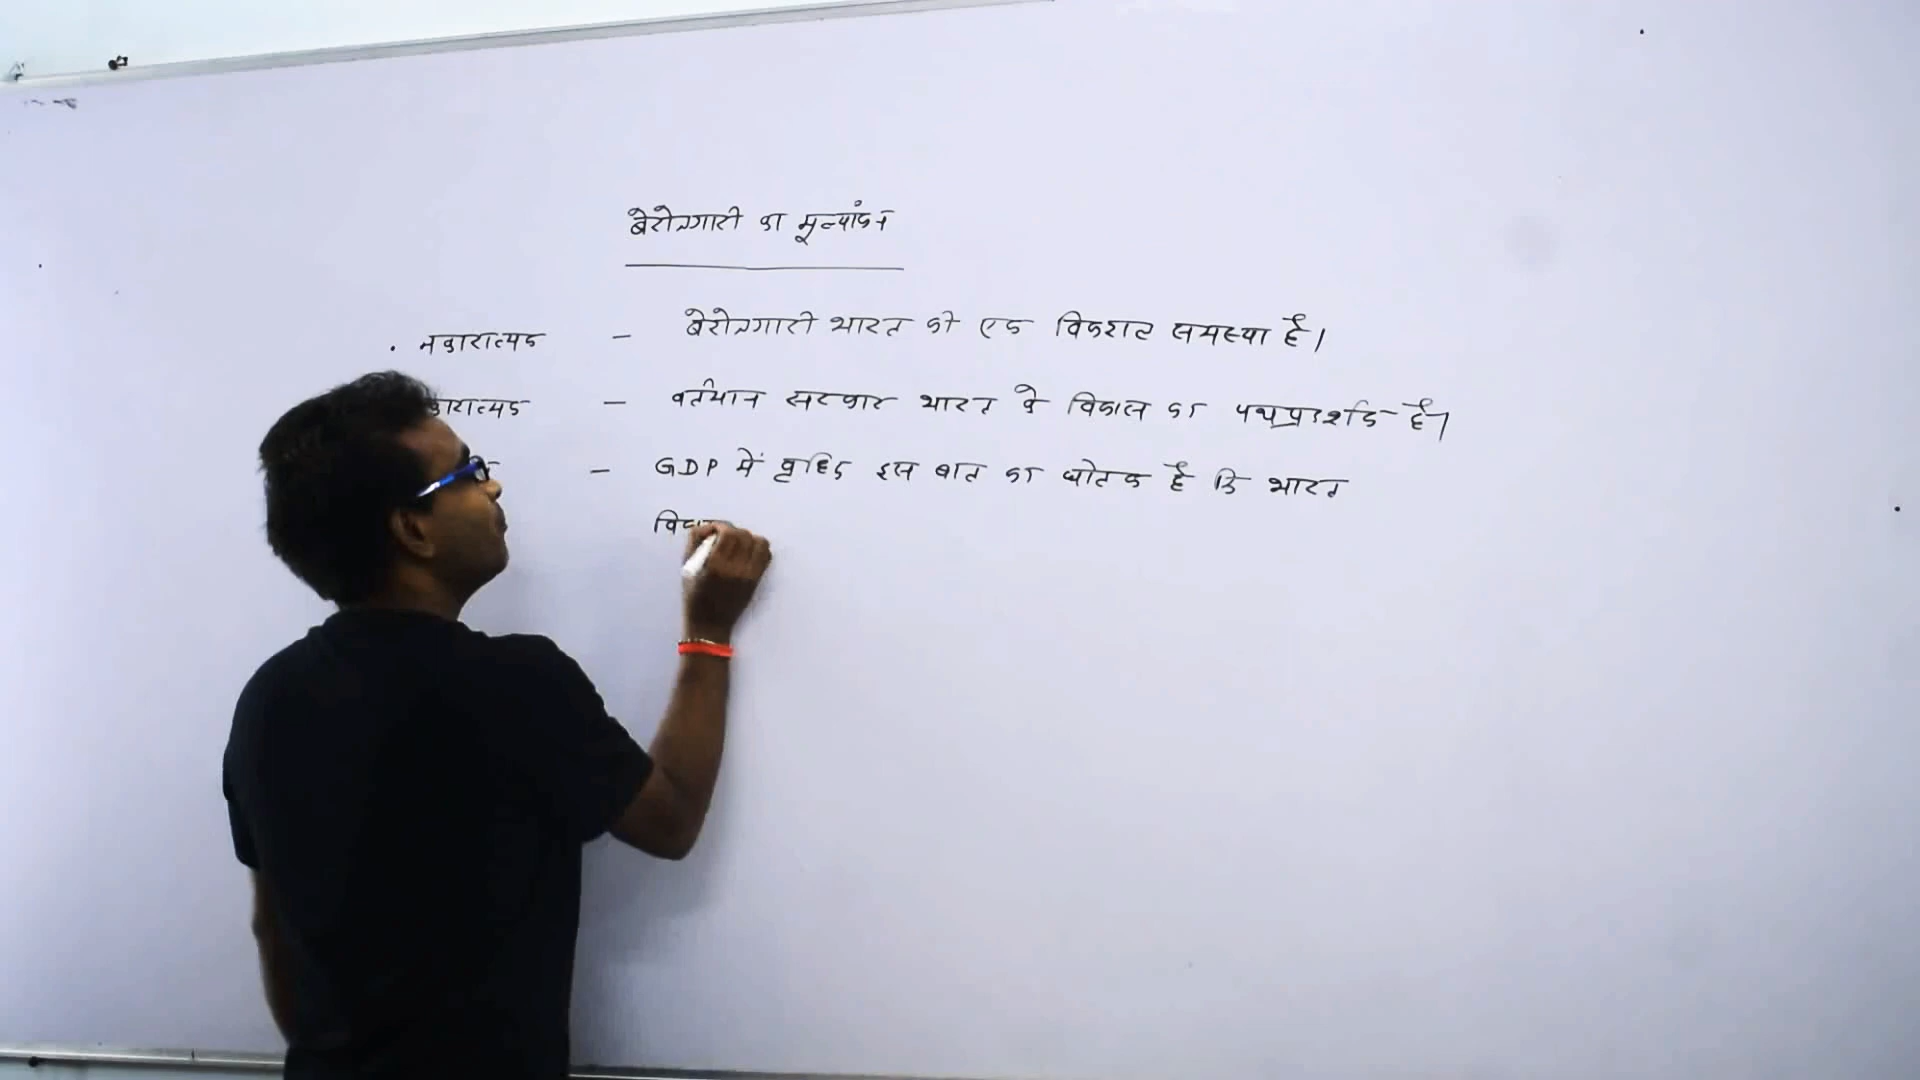 बेरोजगारी का मूल्यांकन
• नकारात्मक – बेरोजगारी भारत की एक विकराल समस्या है।
कारात्मक – वर्तमान सरकार भारत के विकास का पथप्रदर्शक है।
– GDP में वृद्धि इस बात का द्योतक है कि भारत